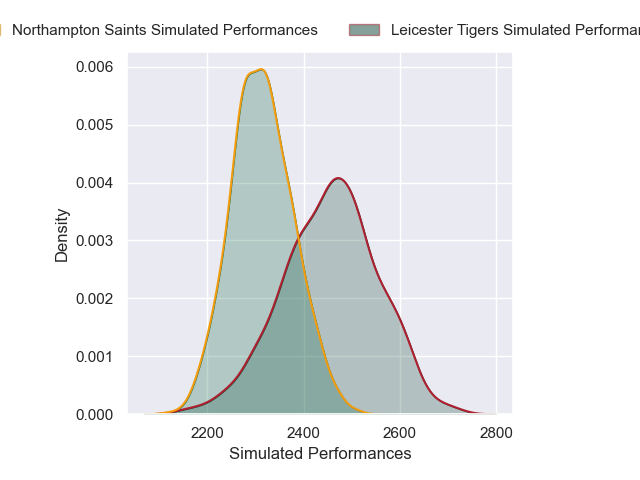 Northampton Saints Simulated Performances
Leicester Tigers Simulated
0.006
0.005
0.004
0.003
0.002
0.001
0.000
Density
2200 2400 2600 2800
Simulated Performances